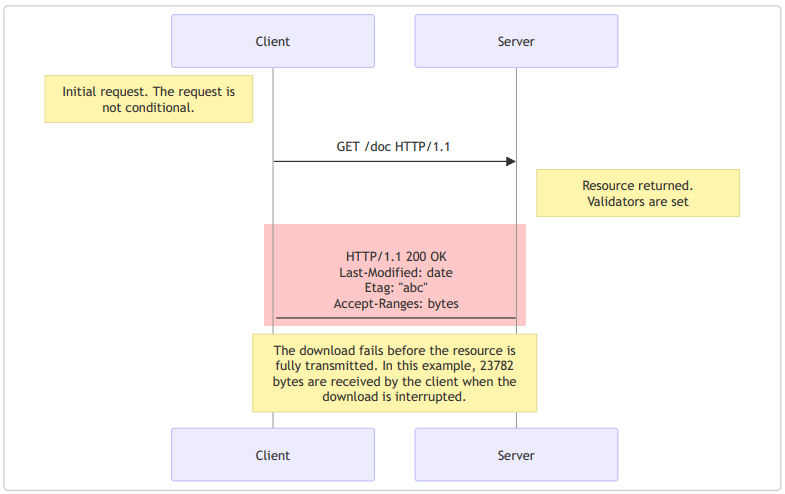 Client
Server
Initial request. The request is
not conditional.
GET /doc HTTP/1.1
Resource returned.
Validators are set
HTTP/1.1 200 OK
Last-Modified: date
Etag: "abc"
Accept-Ranges: bytes
The download fails before the resource is
fully transmitted. In this example, 23782
bytes are received by the client when the
download is interrupted.
Client
Server